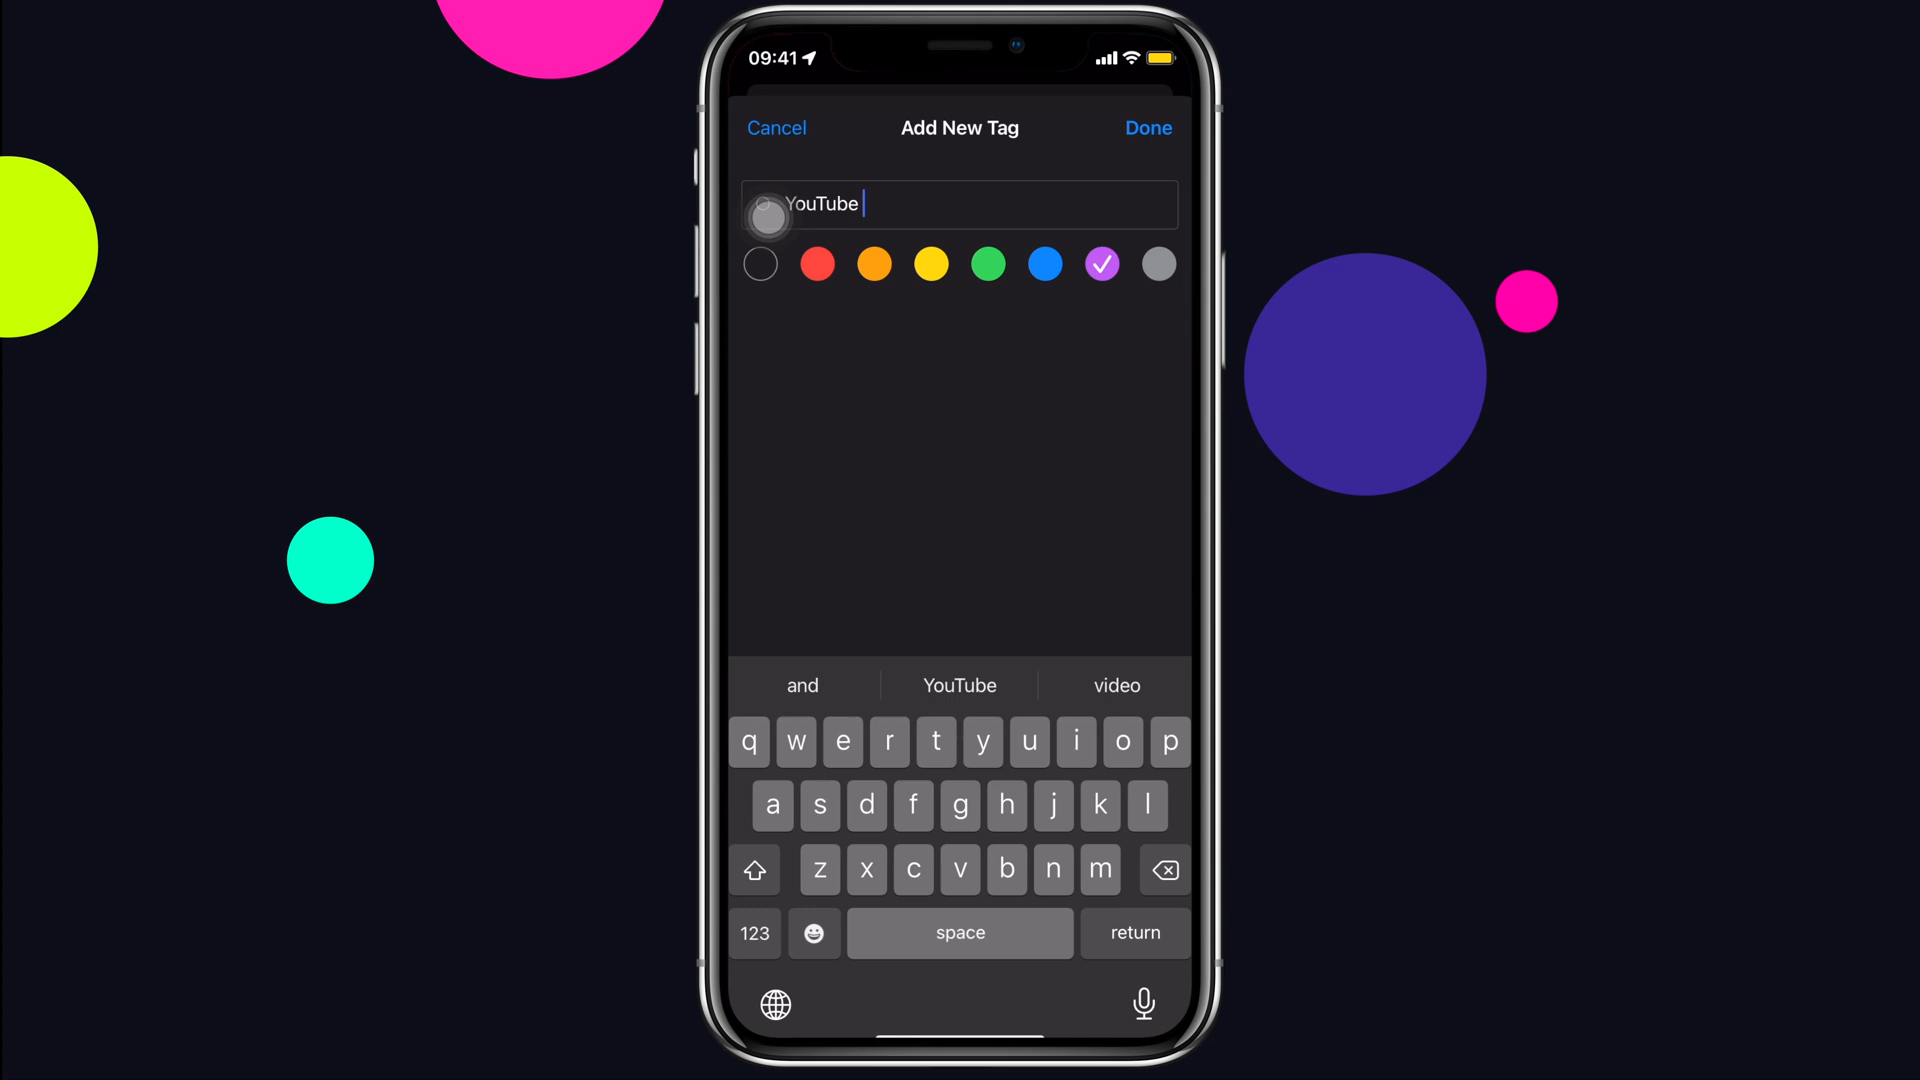 09:41
Cancel Add New Tag Done
YouTube
and YouTube video
q w e r t y u i o p
a s d f g h j k l
z x c v b n m
123 space return